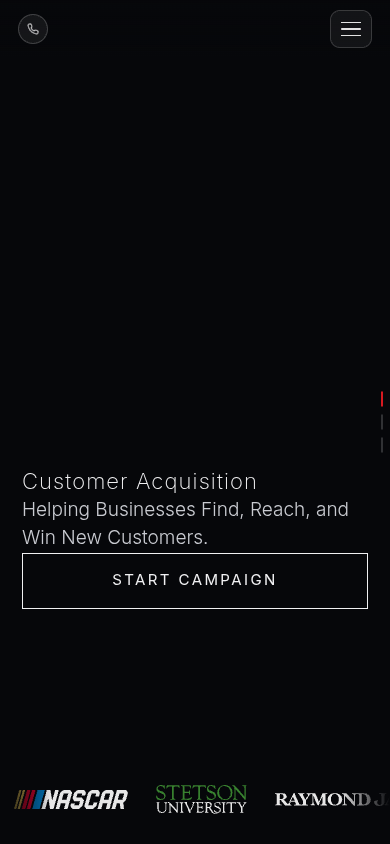 Customer Acquisition
Helping Businesses Find, Reach, and
Win New Customers.
START CAMPAIGN
NASCAR
STETSON
UNIVERSITY
RAYMOND J